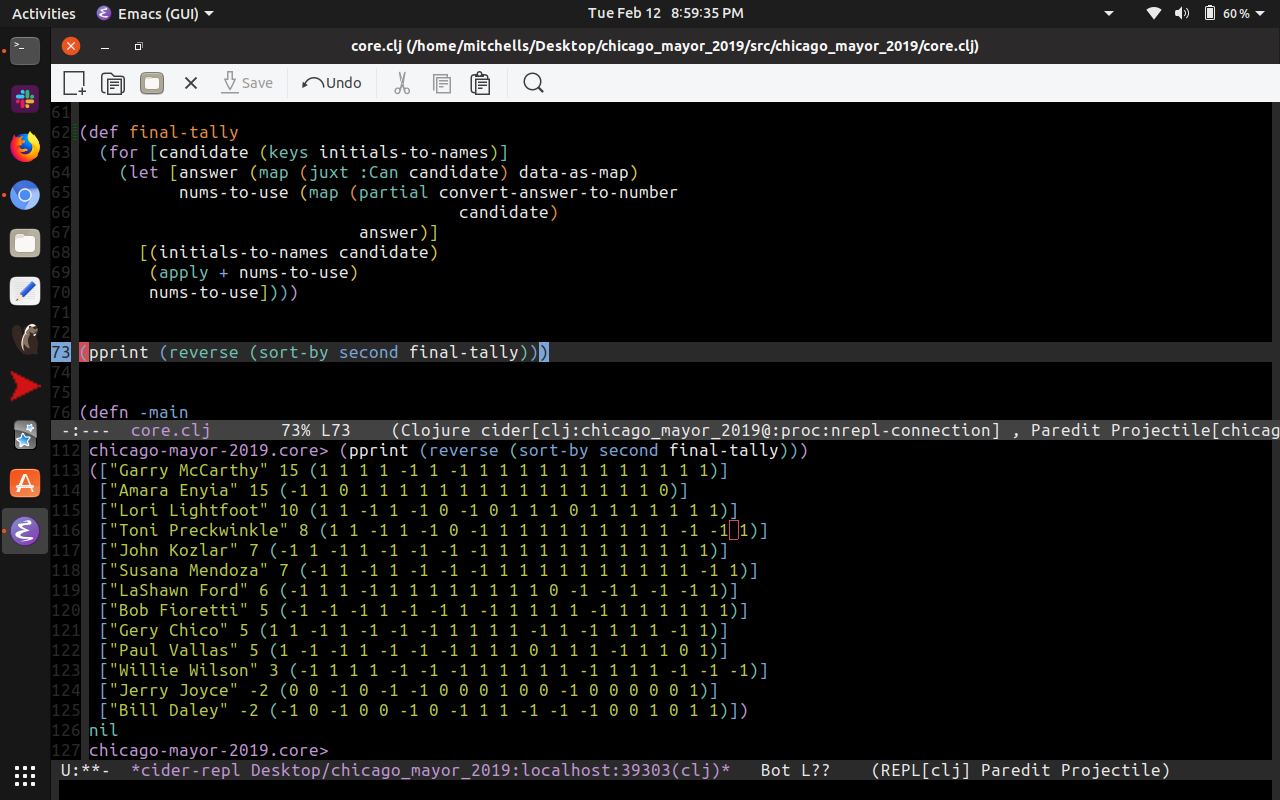 Activities Emacs (GUI) Tue Feb 12 8:59:35 PM 60 %
core.clj (/home/mitchells/Desktop/chicago_mayor_2019/src/chicago_mayor_2019/core.clj)
Save Undo
61
62 (def final-tally
63 (for [candidate (keys initials-to-names)]
64 (let [answer (map (juxt :Can candidate) data-as-map)
65 nums-to-use (map (partial convert-answer-to-number
66 candidate)
67 answer)]
68 [(initials-to-names candidate)
69 (apply + nums-to-use)
70 nums-to-use])))
71
72
73 (pprint (reverse (sort-by second final-tally)))
74
75
76 (defn -main
-:--- core.clj 73% L73 (Clojure cider[clj:chicago_mayor_2019@:proc:nrepl-connection] , Paredit Projectile[chicag
112 chicago-mayor-2019.core> (pprint (reverse (sort-by second final-tally)))
113 (["Garry McCarthy" 15 (1 1 1 1 -1 1 -1 1 1 1 1 1 1 1 1 1 1 1 1)]
114 ["Amara Enyia" 15 (-1 1 0 1 1 1 1 1 1 1 1 1 1 1 1 1 1 1 0)]
115 ["Lori Lightfoot" 10 (1 1 -1 1 -1 0 -1 0 1 1 1 0 1 1 1 1 1 1 1)]
116 ["Toni Preckwinkle" 8 (1 1 -1 1 -1 0 -1 1 1 1 1 1 1 1 1 1 -1 -1 1)]
117 ["John Kozlar" 7 (-1 1 -1 1 -1 -1 -1 -1 1 1 1 1 1 1 1 1 1 1 1)]
118 ["Susana Mendoza" 7 (-1 1 -1 1 -1 -1 -1 1 1 1 1 1 1 1 1 1 1 -1 1)]
119 ["LaShawn Ford" 6 (-1 1 1 1 -1 1 1 1 1 1 1 1 1 0 -1 -1 1 -1 -1 1)]
120 ["Bob Fioretti" 5 (-1 -1 -1 1 -1 -1 1 -1 1 1 1 1 -1 1 1 1 1 1 1)]
121 ["Gery Chico" 5 (1 1 -1 1 -1 -1 -1 1 1 1 1 -1 1 -1 1 1 1 -1 1)]
122 ["Paul Vallas" 5 (1 -1 -1 1 -1 -1 -1 1 1 1 0 1 1 1 -1 1 1 0 1)]
123 ["Willie Wilson" 3 (-1 1 1 1 -1 -1 -1 1 1 1 1 1 -1 1 1 1 -1 -1 -1)]
124 ["Jerry Joyce" -2 (0 0 -1 0 -1 -1 0 0 0 1 0 0 -1 0 0 0 0 0 1)]
125 ["Bill Daley" -2 (-1 0 -1 0 0 -1 0 -1 1 1 -1 -1 -1 0 0 1 0 1 1)])
126 nil
127 chicago-mayor-2019.core>
U:**- *cider-repl Desktop/chicago_mayor_2019:localhost:39303(clj)* Bot L?? (REPL[clj] Paredit Projectile)